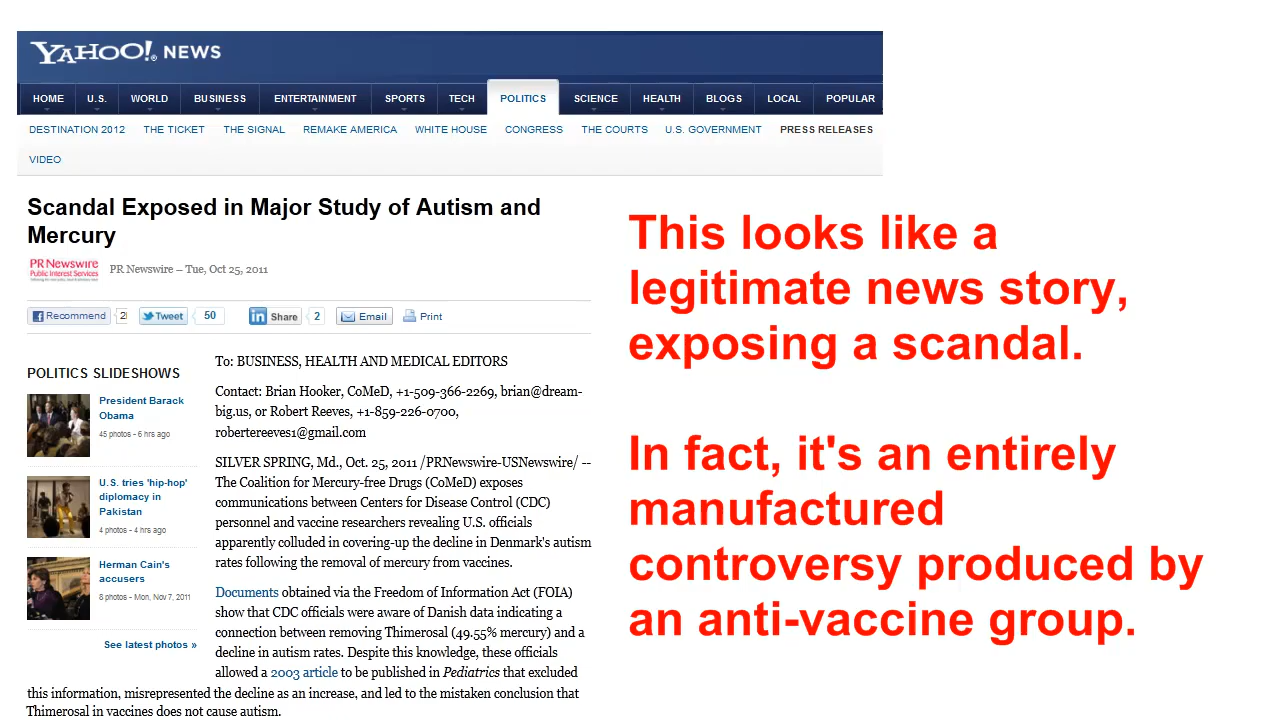 YAHOO! NEWS
HOME U.S. WORLD BUSINESS ENTERTAINMENT SPORTS TECH POLITICS SCIENCE HEALTH BLOGS LOCAL POPULAR
DESTINATION 2012 THE TICKET THE SIGNAL REMAKE AMERICA WHITE HOUSE CONGRESS THE COURTS U.S. GOVERNMENT PRESS RELEASES
VIDEO
Scandal Exposed in Major Study of Autism and
Mercury
PR Newswire
Public Interest Services
PR Newswire – Tue, Oct 25, 2011
Recommend 2 Tweet 50 in Share 2 Email Print
POLITICS SLIDESHOWS
President Barack
Obama
45 photos - 6 hrs ago
U.S. tries 'hip-hop'
diplomacy in
Pakistan
4 photos - 4 hrs ago
Herman Cain's
accusers
8 photos - Mon, Nov 7, 2011
See latest photos »
To: BUSINESS, HEALTH AND MEDICAL EDITORS
Contact: Brian Hooker, CoMeD, +1-509-366-2269, brian@dream-
big.us, or Robert Reeves, +1-859-226-0700,
robertereeves1@gmail.com
SILVER SPRING, Md., Oct. 25, 2011 /PRNewswire-USNewswire/ --
The Coalition for Mercury-free Drugs (CoMeD) exposes
communications between Centers for Disease Control (CDC)
personnel and vaccine researchers revealing U.S. officials
apparently colluded in covering-up the decline in Denmark's autism
rates following the removal of mercury from vaccines.
Documents obtained via the Freedom of Information Act (FOIA)
show that CDC officials were aware of Danish data indicating a
connection between removing Thimerosal (49.55% mercury) and a
decline in autism rates. Despite this knowledge, these officials
allowed a 2003 article to be published in Pediatrics that excluded
this information, misrepresented the decline as an increase, and led to the mistaken conclusion that
Thimerosal in vaccines does not cause autism.
This looks like a
legitimate news story,
exposing a scandal.
In fact, it's an entirely
manufactured
controversy produced by
an anti-vaccine group.